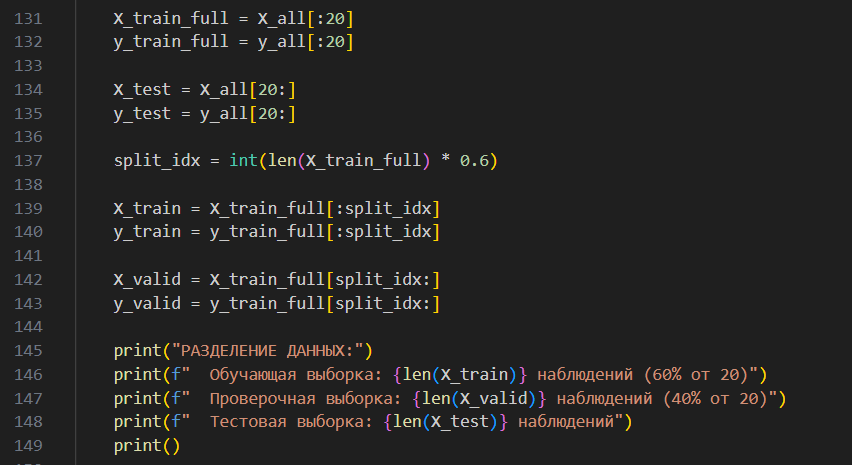 131 X_train_full = X_all[:20]
132 y_train_full = y_all[:20]
133
134 X_test = X_all[20:]
135 y_test = y_all[20:]
136
137 split_idx = int(len(X_train_full) * 0.6)
138
139 X_train = X_train_full[:split_idx]
140 y_train = y_train_full[:split_idx]
141
142 X_valid = X_train_full[split_idx:]
143 y_valid = y_train_full[split_idx:]
144
145 print("РАЗДЕЛЕНИЕ ДАННЫХ:")
146 print(f"  Обучающая выборка: {len(X_train)} наблюдений (60% от 20)")
147 print(f"  Проверочная выборка: {len(X_valid)} наблюдений (40% от 20)")
148 print(f"  Тестовая выборка: {len(X_test)} наблюдений")
149 print()